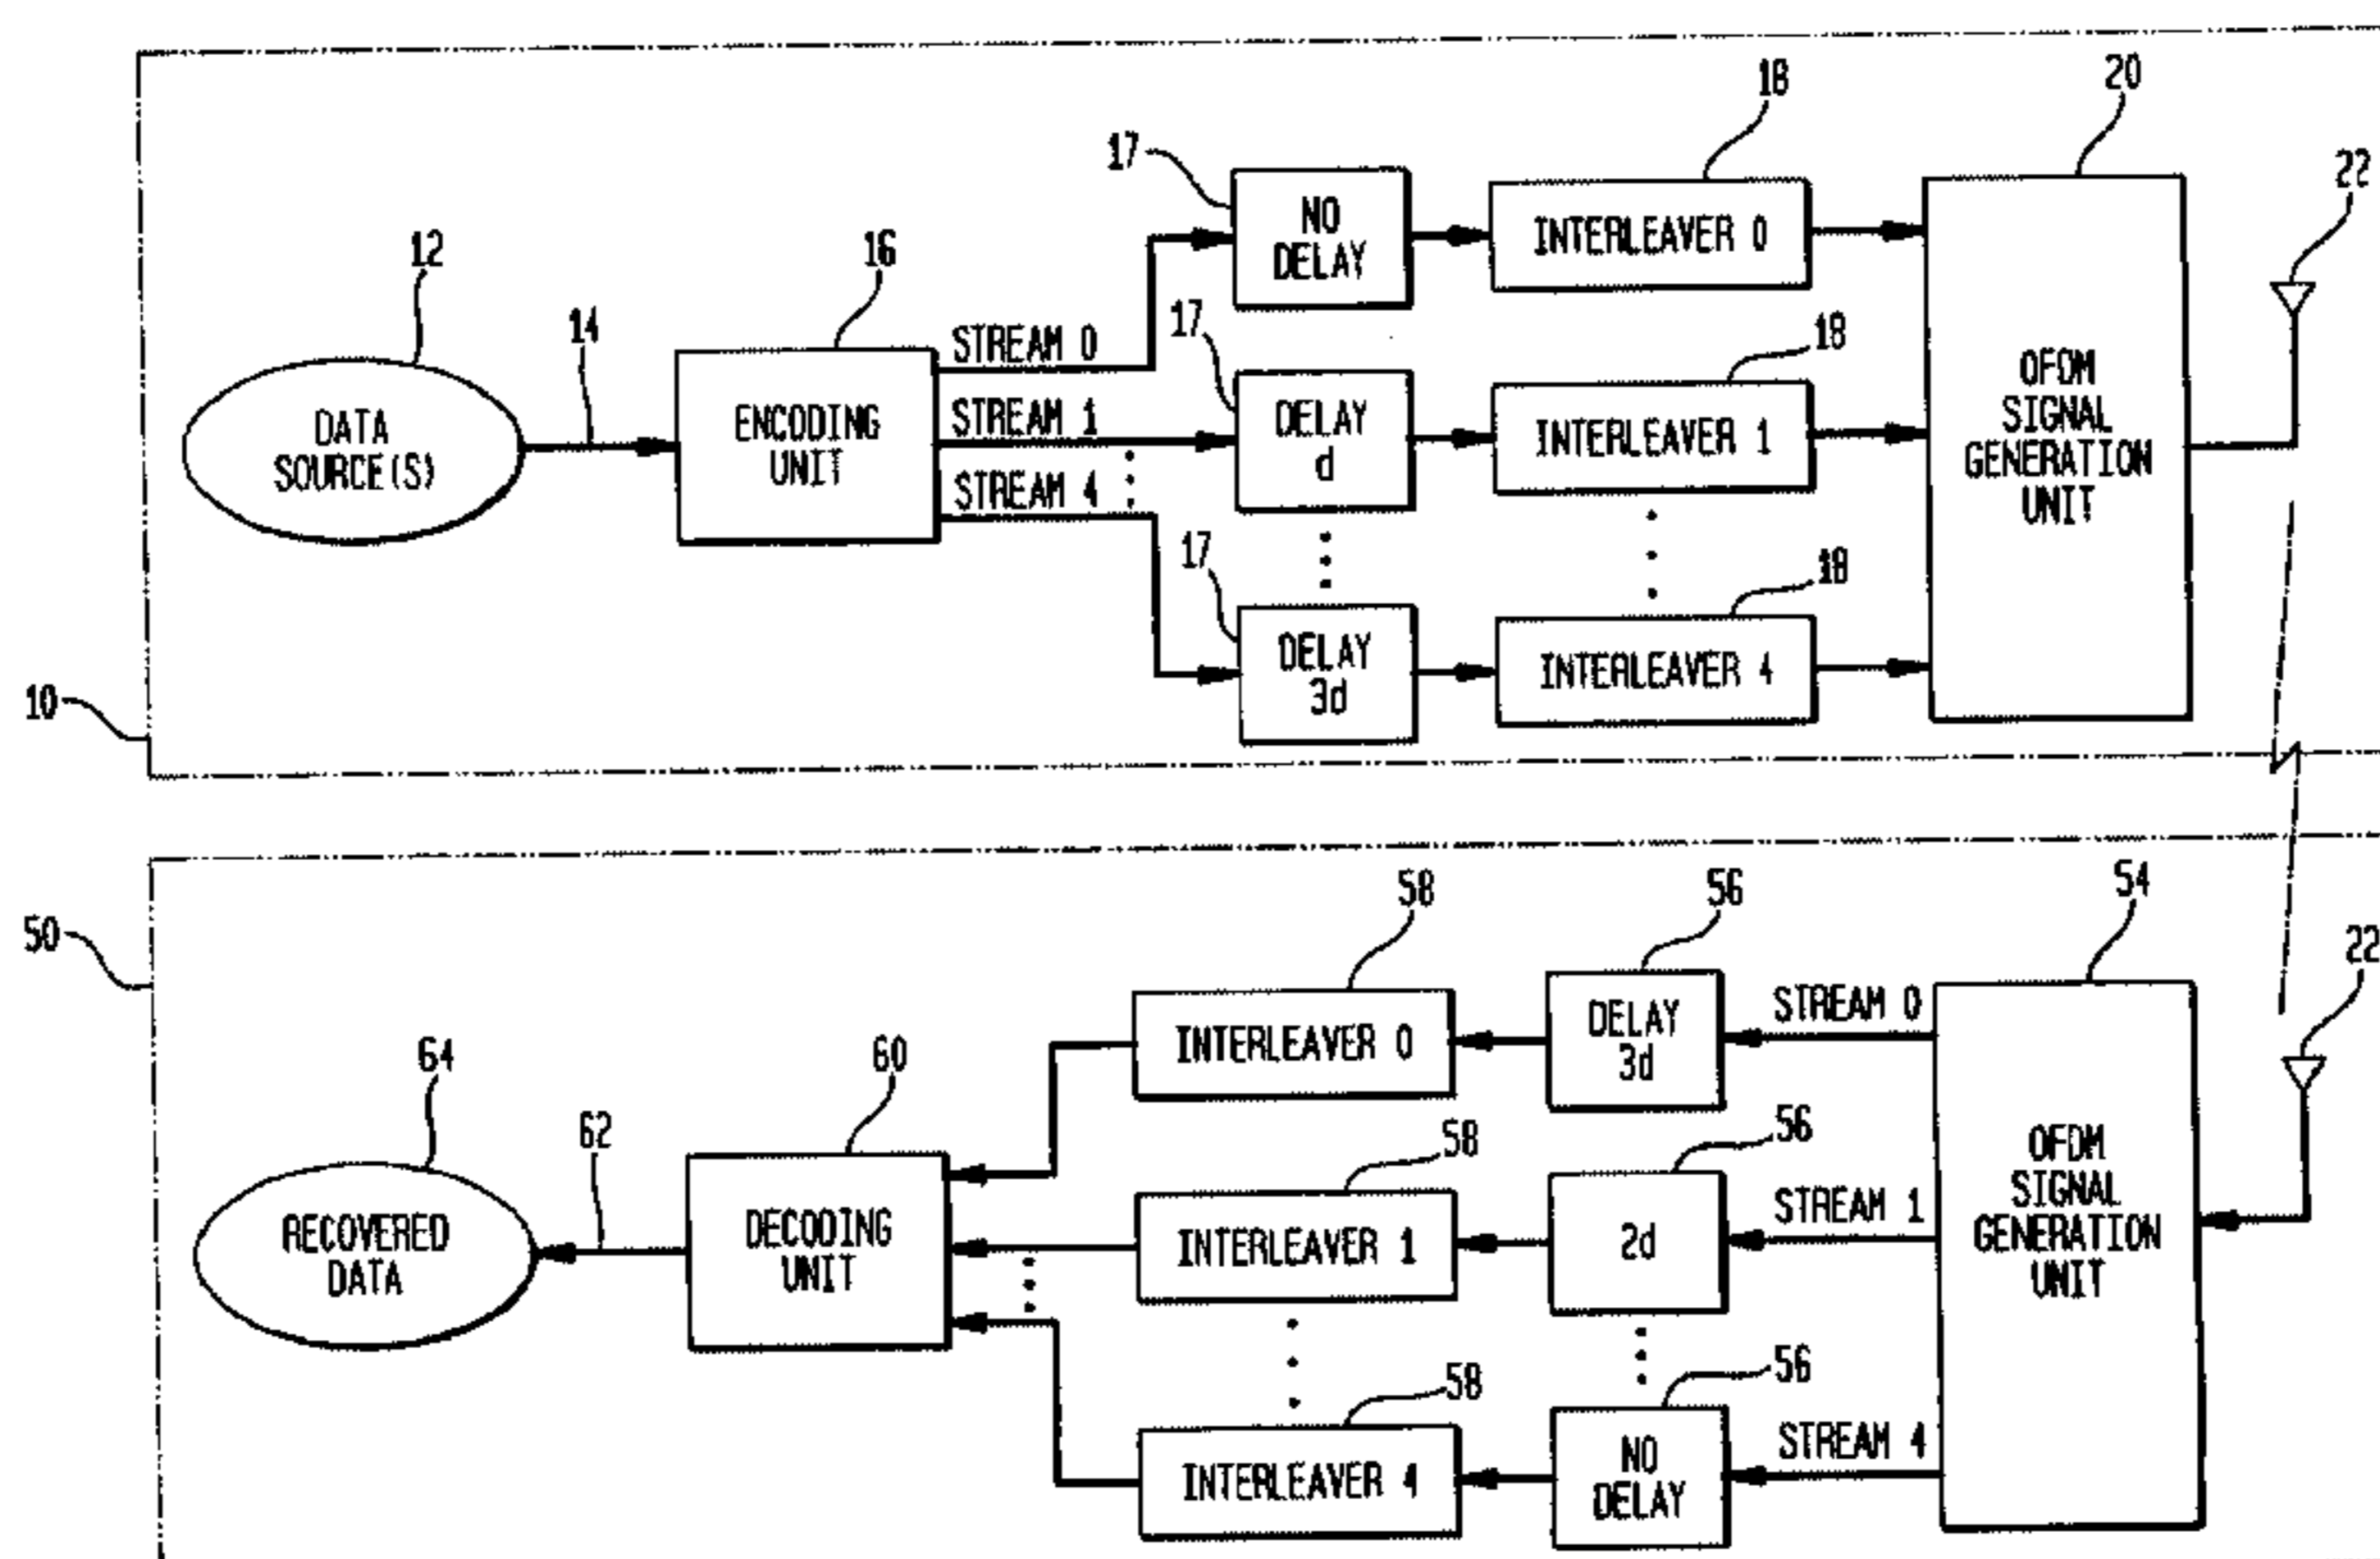 18
20
17
22
NO
DELAY
INTERLEAVER 0
12
16
14
17
18
STREAM 0
OFDM
SIGNAL
GENERATION
UNIT
DATA
SOURCE(S)
ENCODING
UNIT
STREAM 1
DELAY
d
INTERLEAVER 1
STREAM 4
17
18
DELAY
3d
INTERLEAVER 4
10
58
56
54
50
22
STREAM 0
INTERLEAVER 0
DELAY
3d
64
60
62
58
56
OFDM
SIGNAL
GENERATION
UNIT
RECOVERED
DATA
DECODING
UNIT
INTERLEAVER 1
2d
STREAM 1
58
56
INTERLEAVER 4
NO
DELAY
STREAM 4